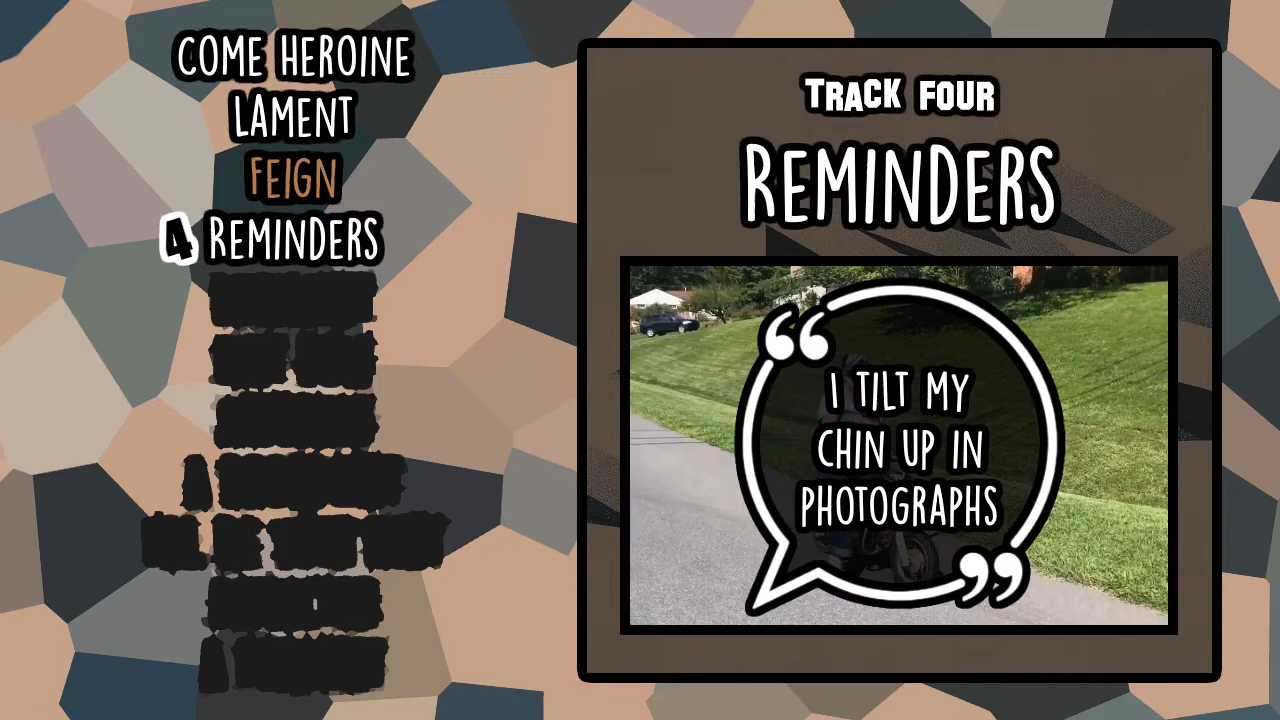 COME HEROINE
LAMENT
FEIGN
4 REMINDERS
TRACK FOUR
REMINDERS
“I TILT MY
CHIN UP IN
PHOTOGRAPHS”